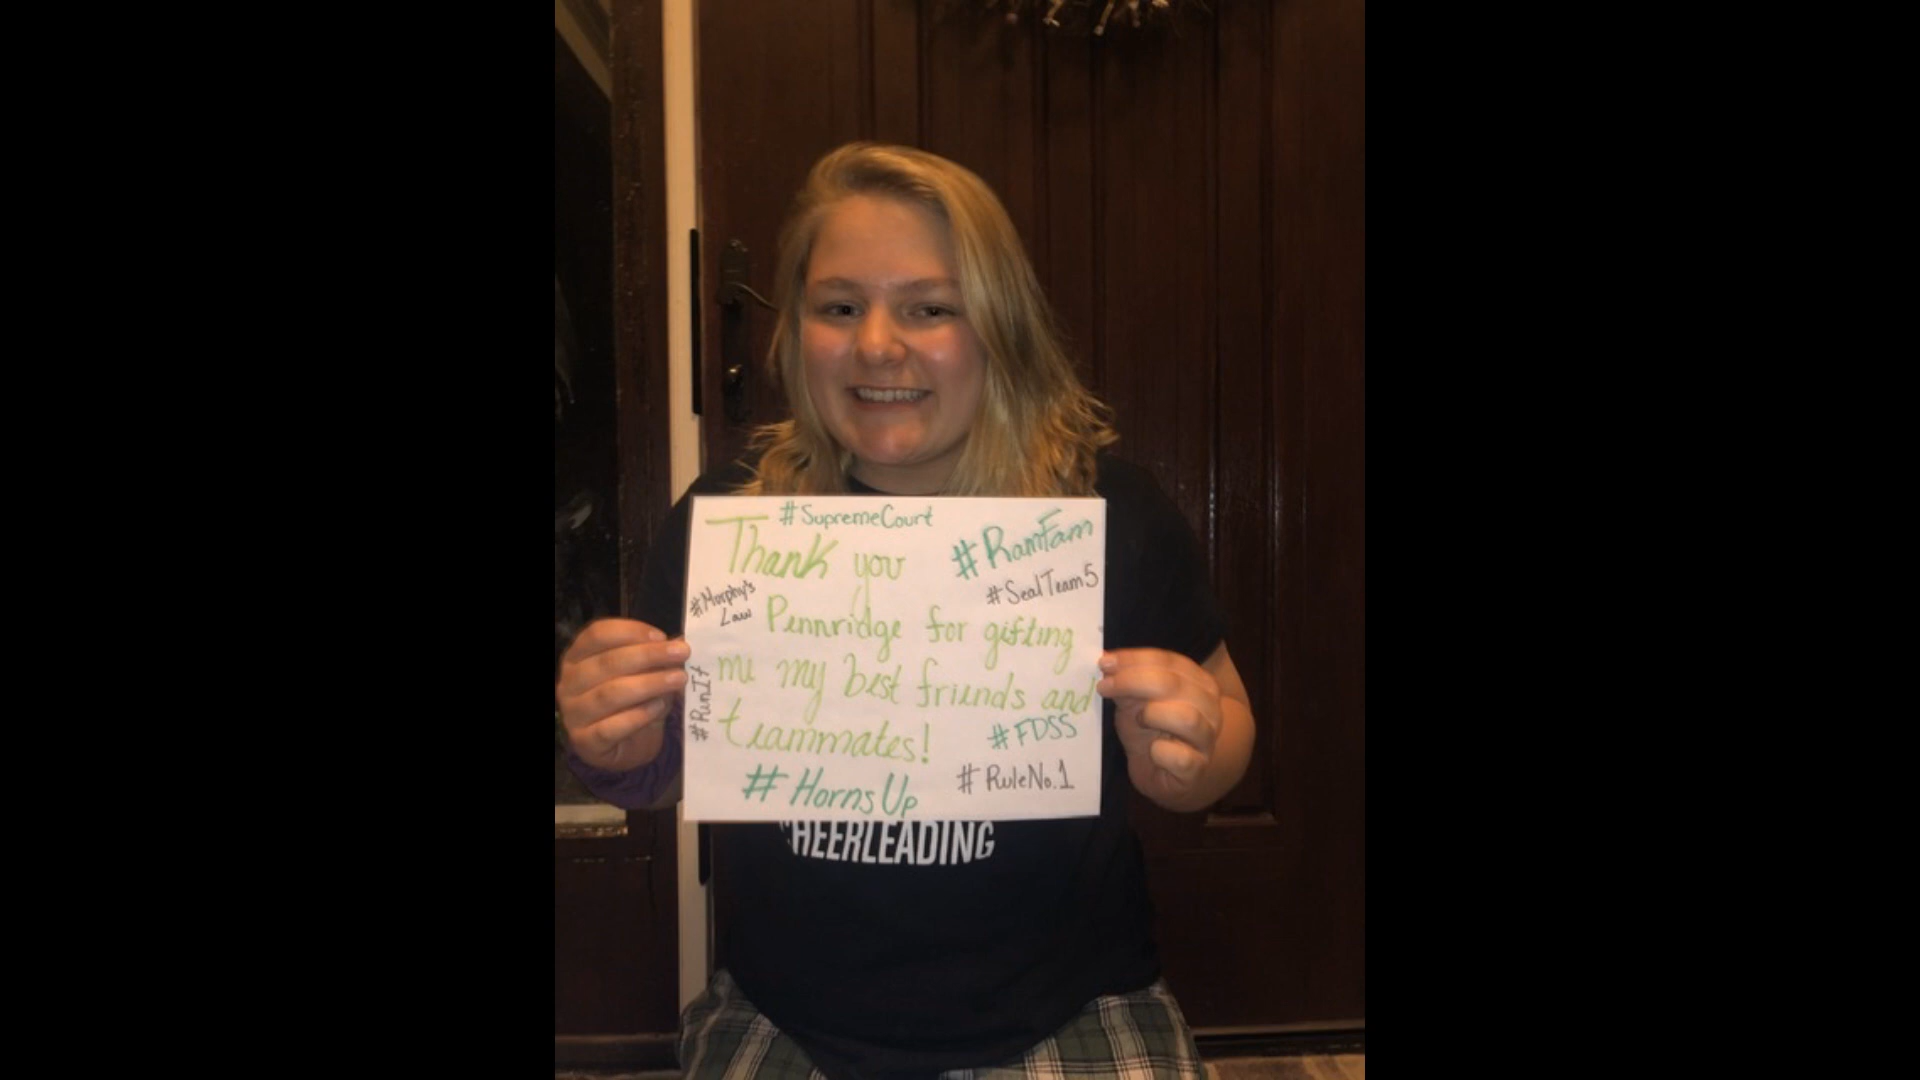 #SupremeCourt
Thank you
#RamFam
#SealTeam5
#Morphy's
Law
Pennridge for gifting
me my best friends and
teammates!
#RunIt
#FDSS
#RuleNo.1
#HornsUp
CHEERLEADING